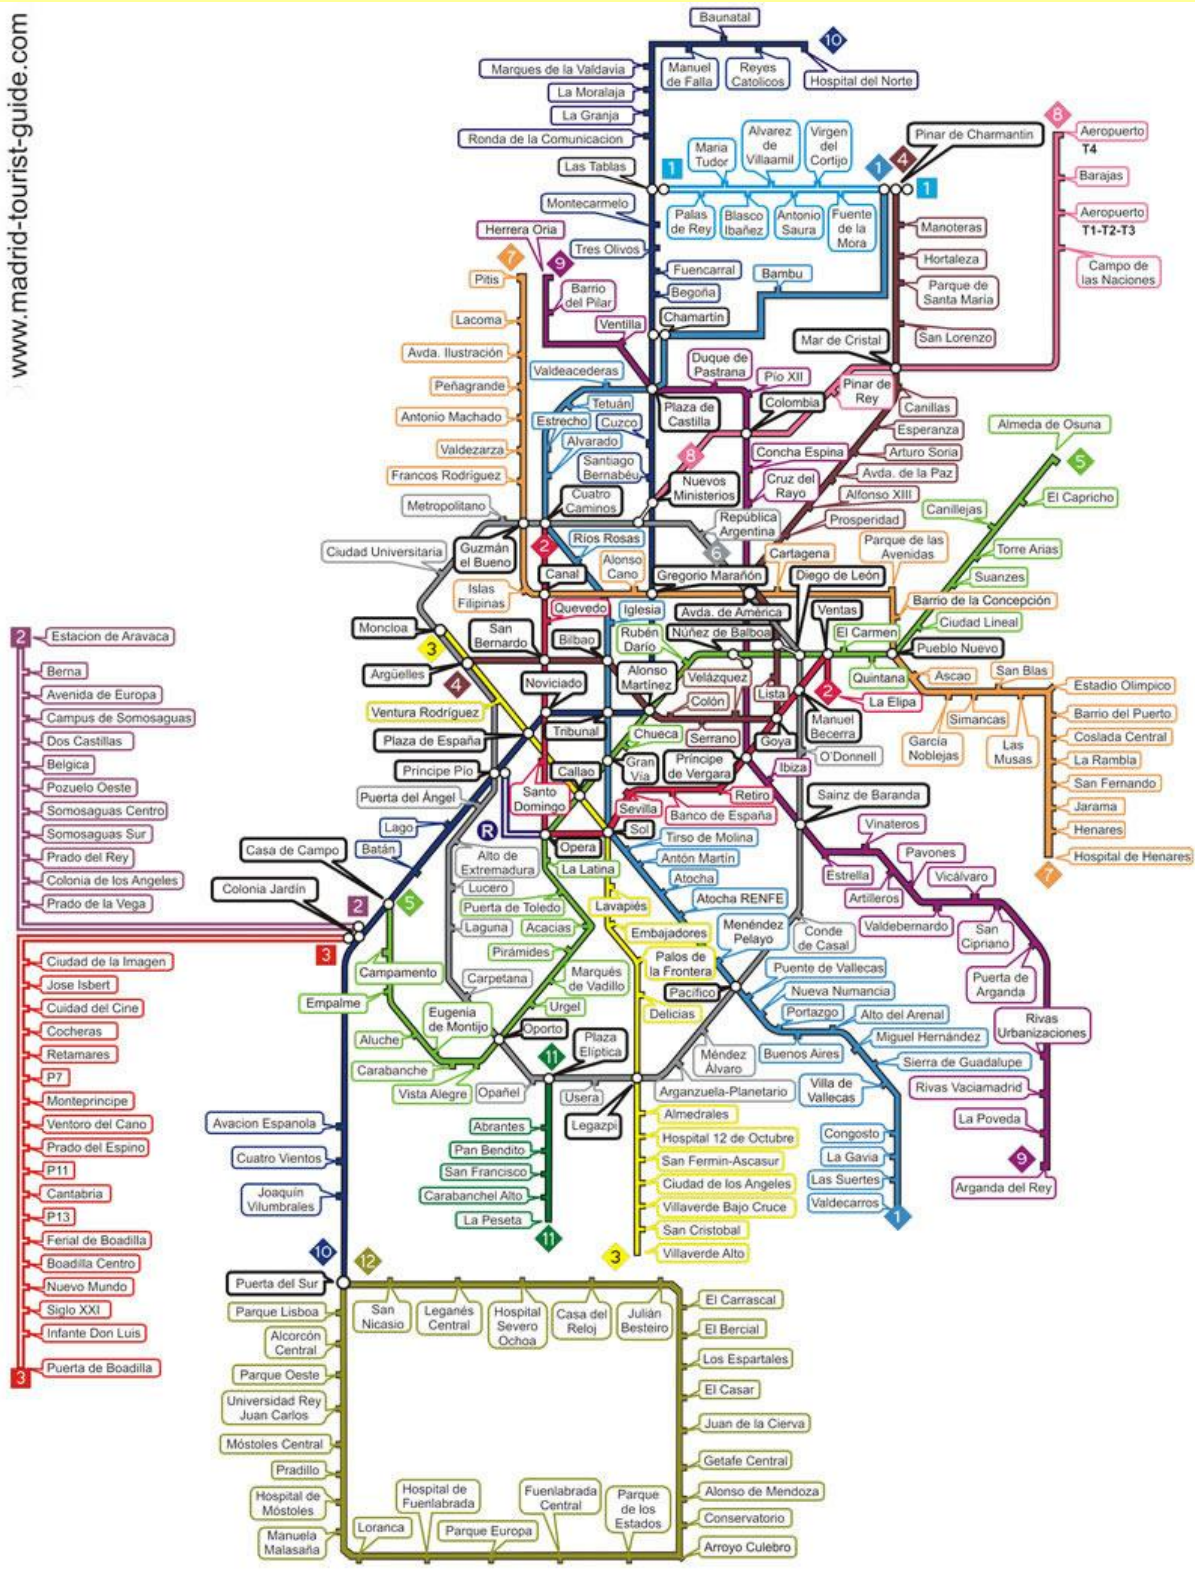 www.madrid-tourist-guide.com
Baunatal
10
Marques de la Valdavia
Manuel
de Falla
Reyes
Catolicos
Hospital del Norte
La Moralaja
La Granja
Ronda de la Comunicacion
Las Tablas
1
Maria
Tudor
Alvarez
de
Villaamil
Virgen
del
Cortijo
1
4
Pinar de Charmantin
1
8
Aeropuerto
T4
Barajas
Aeropuerto
T1-T2-T3
Campo de
las Naciones
Palas
de Rey
Blasco
Ibañez
Antonio
Saura
Fuente
de la
Mora
Montecarmelo
Tres Olivos
Fuencarral
Begoña
Bambu
Manoteras
Hortaleza
Parque de
Santa Maria
San Lorenzo
Herrera Oria
9
7
Pitis
Barrio
del Pilar
Lacoma
Ventilla
Chamartín
Mar de Cristal
Avda. Ilustración
Duque de
Pastrana
Pío XII
Valdeacederas
Peñagrande
Tetuán
Plaza de
Castilla
Colombia
Pinar de
Rey
Canillas
Antonio Machado
Estrecho
Cuzco
Esperanza
Almeda de Osuna
5
Valdezarza
Alvarado
8
Concha Espina
Arturo Soria
Francos Rodriguez
Santiago
Bernabéu
Nuevos
Ministerios
Cruz del
Rayo
Avda. de la Paz
El Capricho
Metropolitano
Cuatro
Caminos
Alfonso XIII
Canillejas
República
Argentina
Prosperidad
Ciudad Universitaria
Guzmán
el Bueno
2
Ríos Rosas
6
Parque de las
Avenidas
Torre Arias
Alonso
Cano
Cartagena
Canal
Gregorio Marañón
Diego de León
Suanzes
Islas
Filipinas
Barrio de la Concepción
Quevedo
Iglesia
Avda. de América
Ventas
Ciudad Lineal
Moncloa
3
San
Bernardo
Bilbao
Rubén
Darío
Núñez de Balboa
El Carmen
Pueblo Nuevo
Argüelles
4
Noviciado
Alonso
Martínez
Velázquez
Lista
2
Quintana
Ascao
San Blas
Estadio Olimpico
Ventura Rodríguez
Colón
La Elipa
Barrio del Puerto
Plaza de España
Tribunal
Chueca
Serrano
Goya
Manuel
Becerra
García
Noblejas
Simancas
Las
Musas
Coslada Central
Príncipe Pío
Callao
Gran
Vía
Príncipe
de Vergara
Ibiza
O'Donnell
La Rambla
San Fernando
Puerta del Ángel
Santo
Domingo
Sevilla
Retiro
Banco de España
Sainz de Baranda
Jarama
Henares
Hospital de Henares
7
Lago
R
Batán
Opera
Sol
Tirso de Molina
Vinateros
Casa de Campo
Alto de
Extremadura
La Latina
Antón Martín
Estrella
Pavones
Colonia Jardín
Lucero
Atocha
Artilleros
Vicálvaro
2
5
Puerta de Toledo
Lavapiés
Atocha RENFE
Valdebernardo
San
Cipriano
3
Laguna
Acacias
Embajadores
Menéndez
Pelayo
Conde
de Casal
Puerta de
Arganda
Campamento
Pirámides
Palos de
la Frontera
Puente de Vallecas
Empalme
Carpetana
Marqués
de Vadillo
Pacífico
Nueva Numancia
Rivas
Urbanizaciones
Eugenia
de Montijo
Urgel
Delicias
Portazgo
Alto del Arenal
Aluche
Oporto
Plaza
Elíptica
Buenos Aires
Miguel Hernández
Carabanche
11
Méndez
Álvaro
Sierra de Guadalupe
Vista Alegre
Opañel
Usera
Arganzuela-Planetario
Villa de
Vallecas
Rivas Vaciamadrid
Legazpi
La Poveda
9
Arganda del Rey
Abrantes
Pan Bendito
San Francisco
Carabanchel Alto
La Peseta
11
Almedrales
Hospital 12 de Octubre
San Fermin-Ascasur
Ciudad de los Angeles
Villaverde Bajo Cruce
San Cristobal
Villaverde Alto
3
Congosto
La Gavia
Las Suertes
Valdecarros
1
2
Estacion de Aravaca
Berna
Avenida de Europa
Campus de Somosaguas
Dos Castillas
Belgica
Pozuelo Oeste
Somosaguas Centro
Somosaguas Sur
Prado del Rey
Colonia de los Angeles
Prado de la Vega
Ciudad de la Imagen
Jose Isbert
Cuidad del Cine
Cocheras
Retamares
P7
Monteprincipe
Ventoro del Cano
Prado del Espino
P11
Cantabria
P13
Ferial de Boadilla
Boadilla Centro
Nuevo Mundo
Siglo XXI
Infante Don Luis
Puerta de Boadilla
3
Avacion Espanola
Cuatro Vientos
Joaquín
Vilumbrales
10
12
Puerta del Sur
Parque Lisboa
Alcorcón
Central
Parque Oeste
Universidad Rey
Juan Carlos
Móstoles Central
Pradillo
Hospital de
Móstoles
Manuela
Malasaña
San
Nicasio
Leganés
Central
Hospital
Severo
Ochoa
Casa del
Reloj
Julián
Besteiro
El Carrascal
El Bercial
Los Espartales
El Casar
Juan de la Cierva
Getafe Central
Alonso de Mendoza
Conservatorio
Arroyo Culebro
Loranca
Hospital de
Fuenlabrada
Parque Europa
Fuenlabrada
Central
Parque
de los
Estados